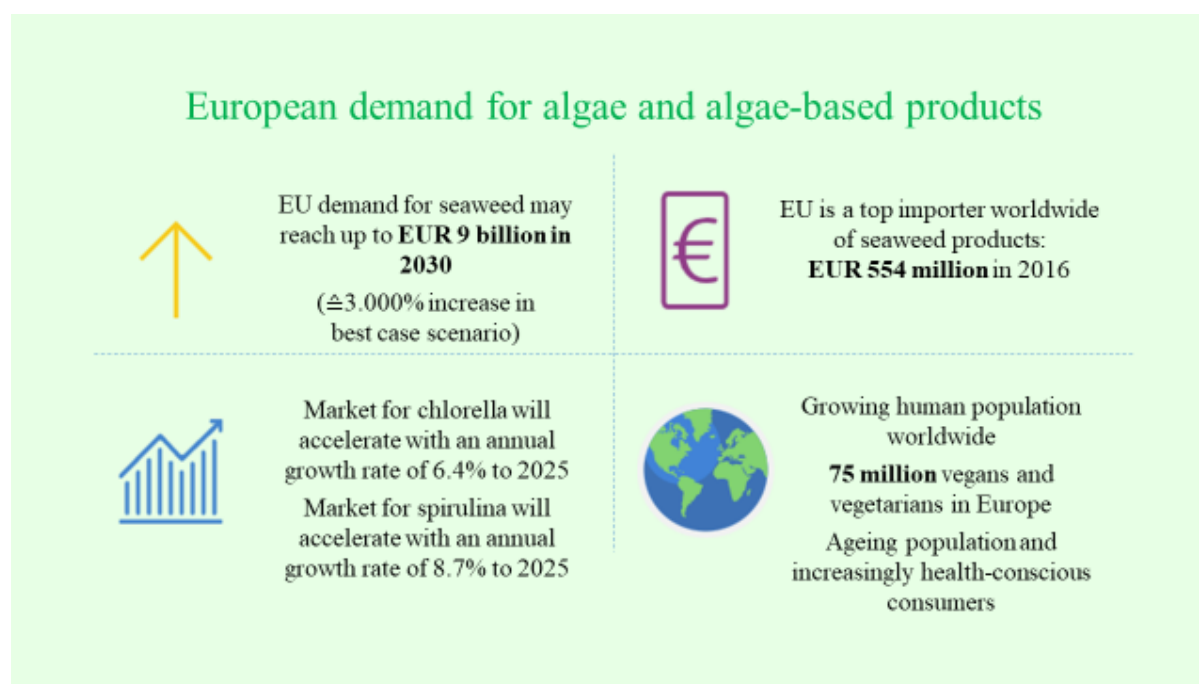 European demand for algae and algae-based products
EU demand for seaweed may
reach up to EUR 9 billion in
2030
(≙3.000% increase in
best case scenario)
EU is a top importer worldwide
of seaweed products:
EUR 554 million in 2016
Market for chlorella will
accelerate with an annual
growth rate of 6.4% to 2025
Market for spirulina will
accelerate with an annual
growth rate of 8.7% to 2025
Growing human population
worldwide
75 million vegans and
vegetarians in Europe
Ageing population and
increasingly health-conscious
consumers